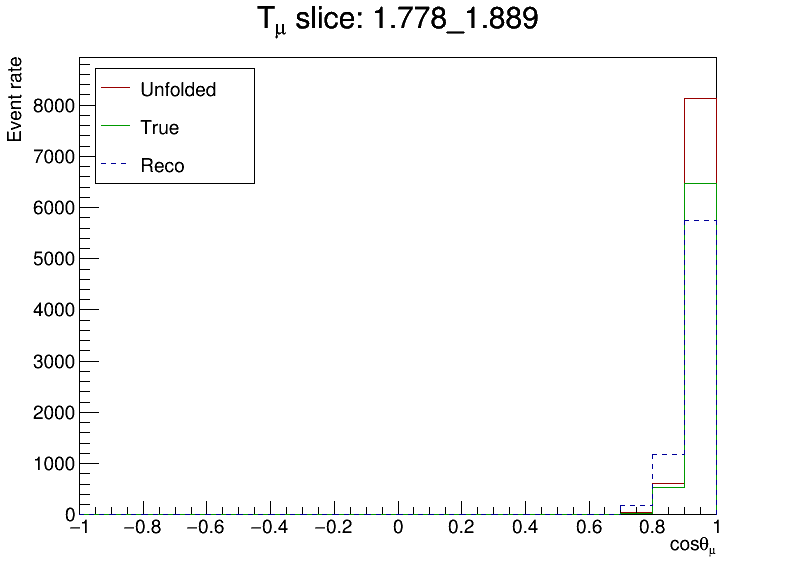 Tμ slice: 1.778_1.889
Event rate
Unfolded
True
Reco
8000
7000
6000
5000
4000
3000
2000
1000
0
−1 −0.8 −0.6 −0.4 −0.2 0 0.2 0.4 0.6 0.8 1
cosθμ